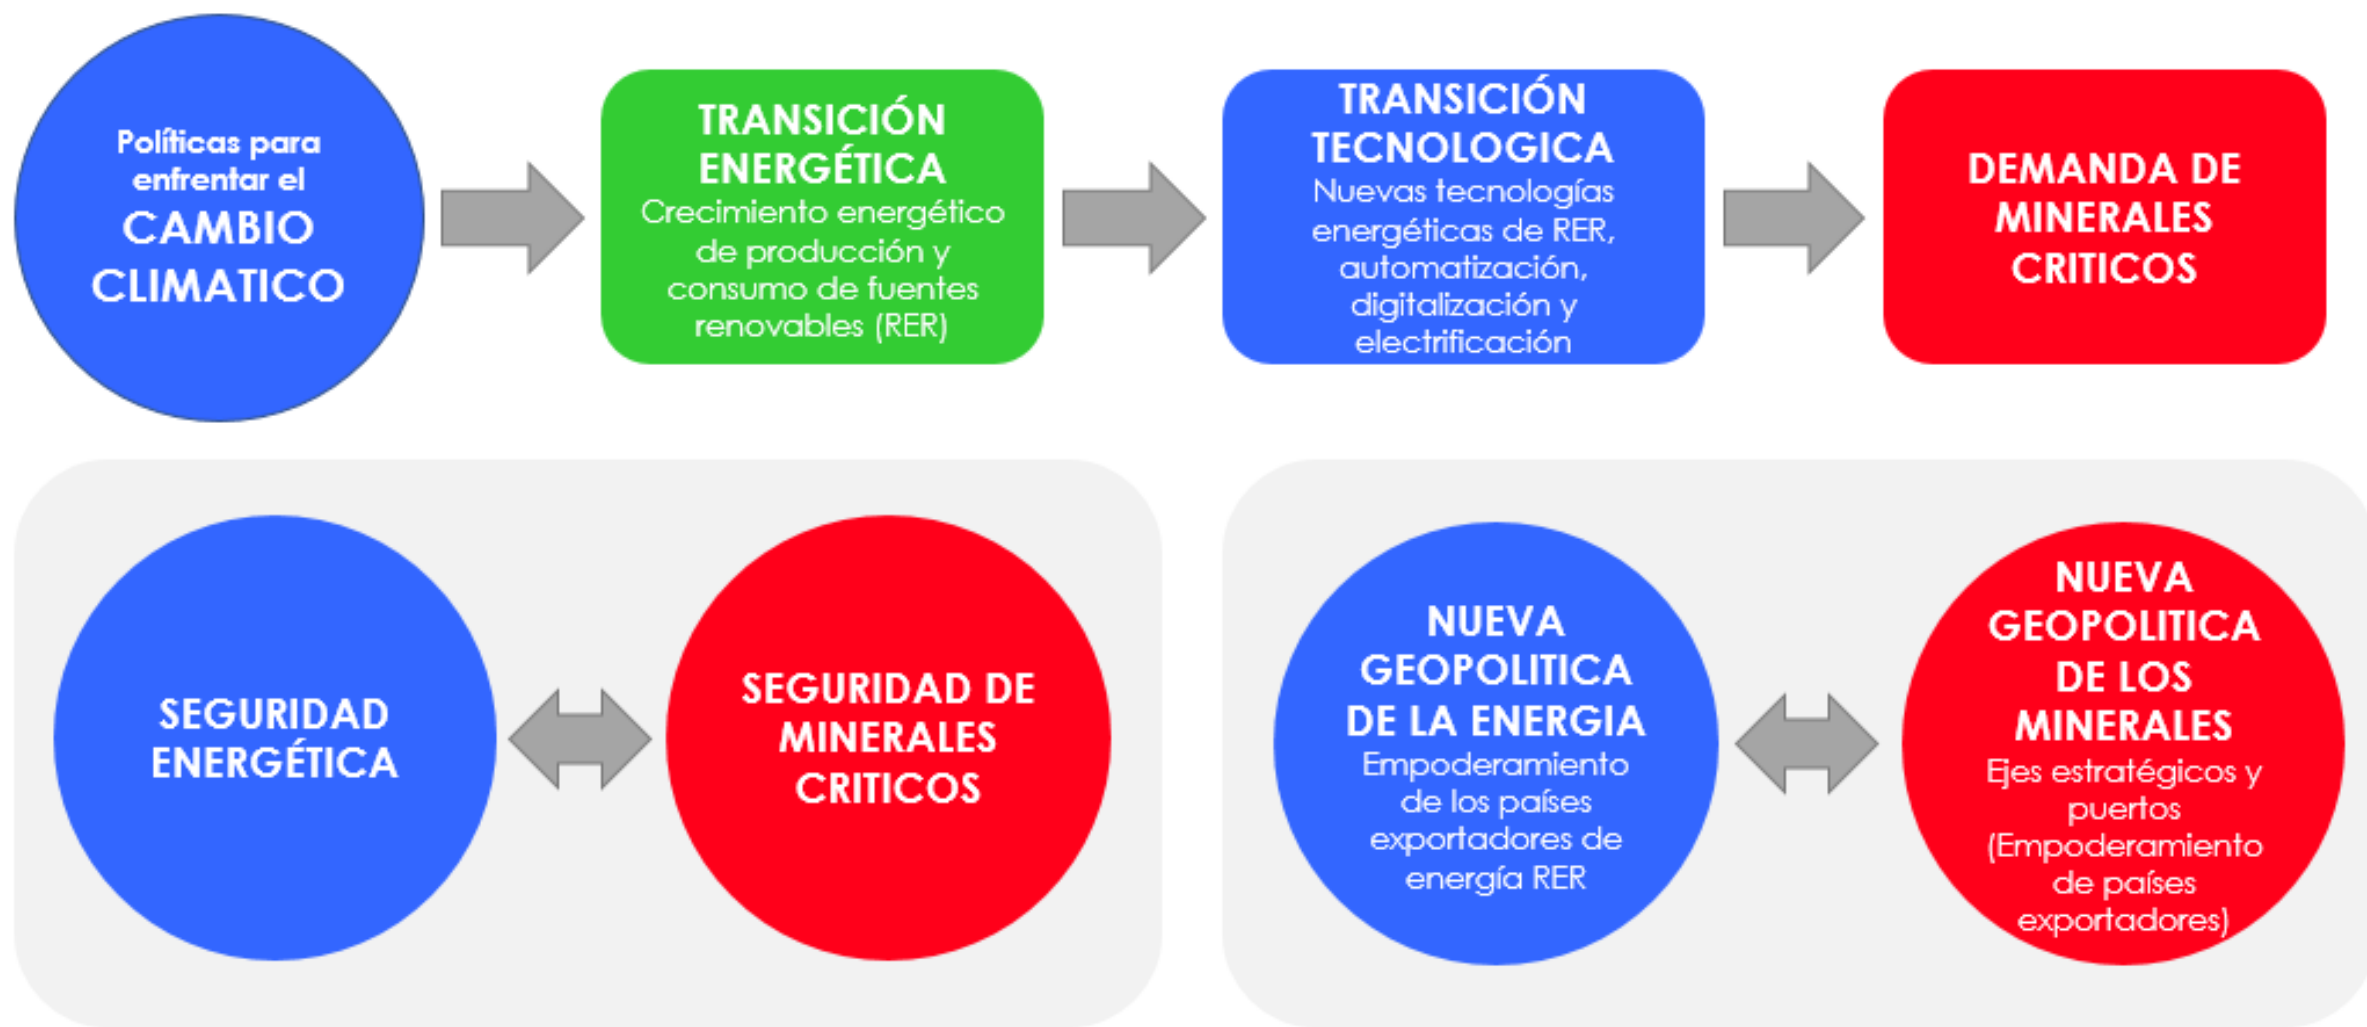 Políticas para
enfrentar el
CAMBIO
CLIMATICO
TRANSICIÓN
ENERGÉTICA
Crecimiento energético
de producción y
consumo de fuentes
renovables (RER)
TRANSICIÓN
TECNOLOGICA
Nuevas tecnologías
energéticas de RER,
automatización,
digitalización y
electrificación
DEMANDA DE
MINERALES
CRITICOS
SEGURIDAD
ENERGÉTICA
SEGURIDAD DE
MINERALES
CRITICOS
NUEVA
GEOPOLITICA
DE LA ENERGIA
Empoderamiento
de los países
exportadores de
energía RER
NUEVA
GEOPOLITICA
DE LOS
MINERALES
Ejes estratégicos y
puertos
(Empoderamiento
de países
exportadores)